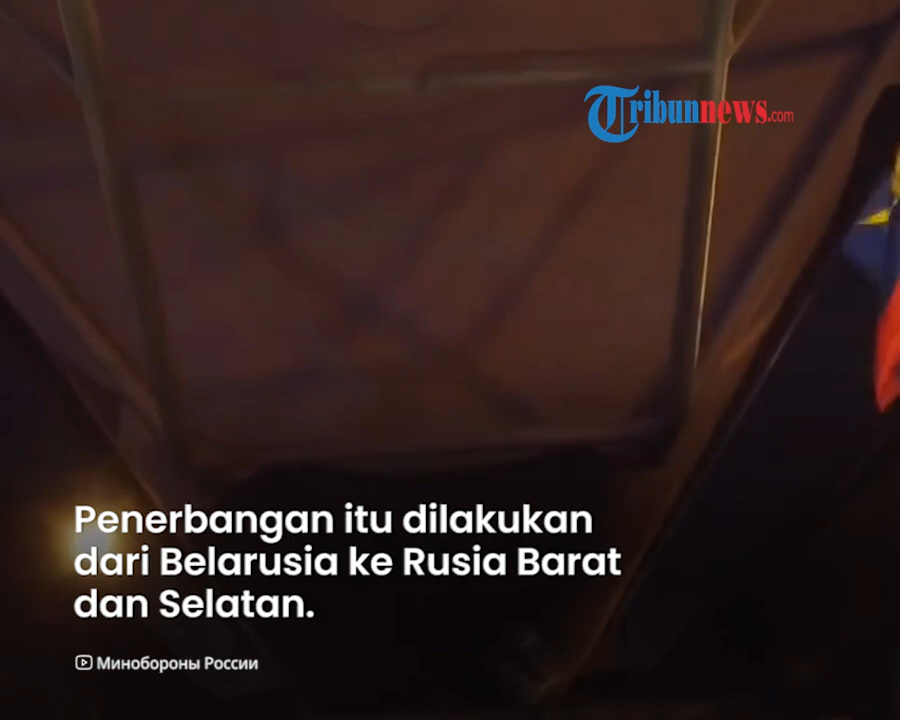 Tribunnews.com
Penerbangan itu dilakukan
dari Belarusia ke Rusia Barat
dan Selatan.
Минобороны России